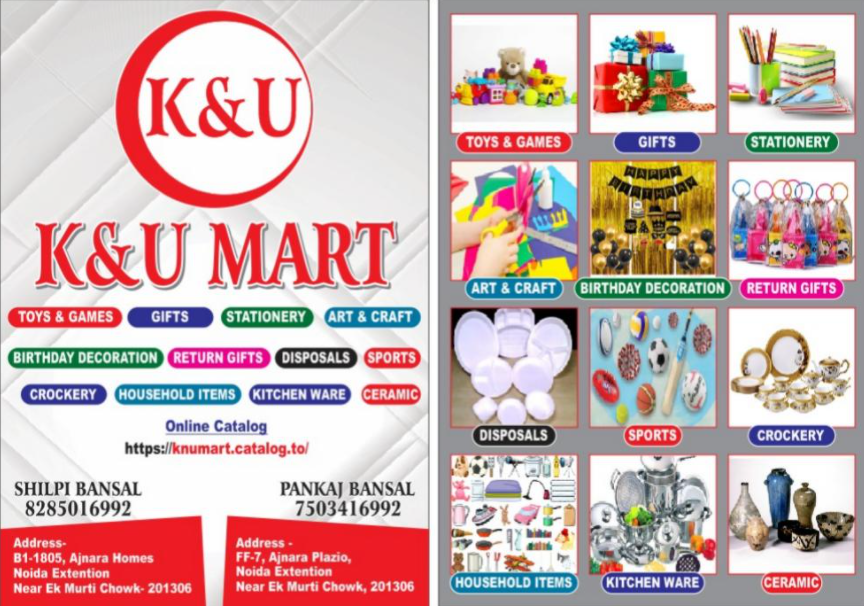 K&U
K&U MART
TOYS & GAMES GIFTS STATIONERY ART & CRAFT
BIRTHDAY DECORATION RETURN GIFTS DISPOSALS SPORTS
CROCKERY HOUSEHOLD ITEMS KITCHEN WARE CERAMIC
Online Catalog
https://knumart.catalog.to/
SHILPI BANSAL
8285016992
PANKAJ BANSAL
7503416992
Address-
B1-1805, Ajnara Homes
Noida Extention
Near Ek Murti Chowk- 201306
Address -
FF-7, Ajnara Plazio,
Noida Extention
Near Ek Murti Chowk, 201306
TOYS & GAMES GIFTS STATIONERY
HAPPY
BIRTHDAY
ART & CRAFT BIRTHDAY DECORATION RETURN GIFTS
DISPOSALS SPORTS CROCKERY
HOUSEHOLD ITEMS KITCHEN WARE CERAMIC